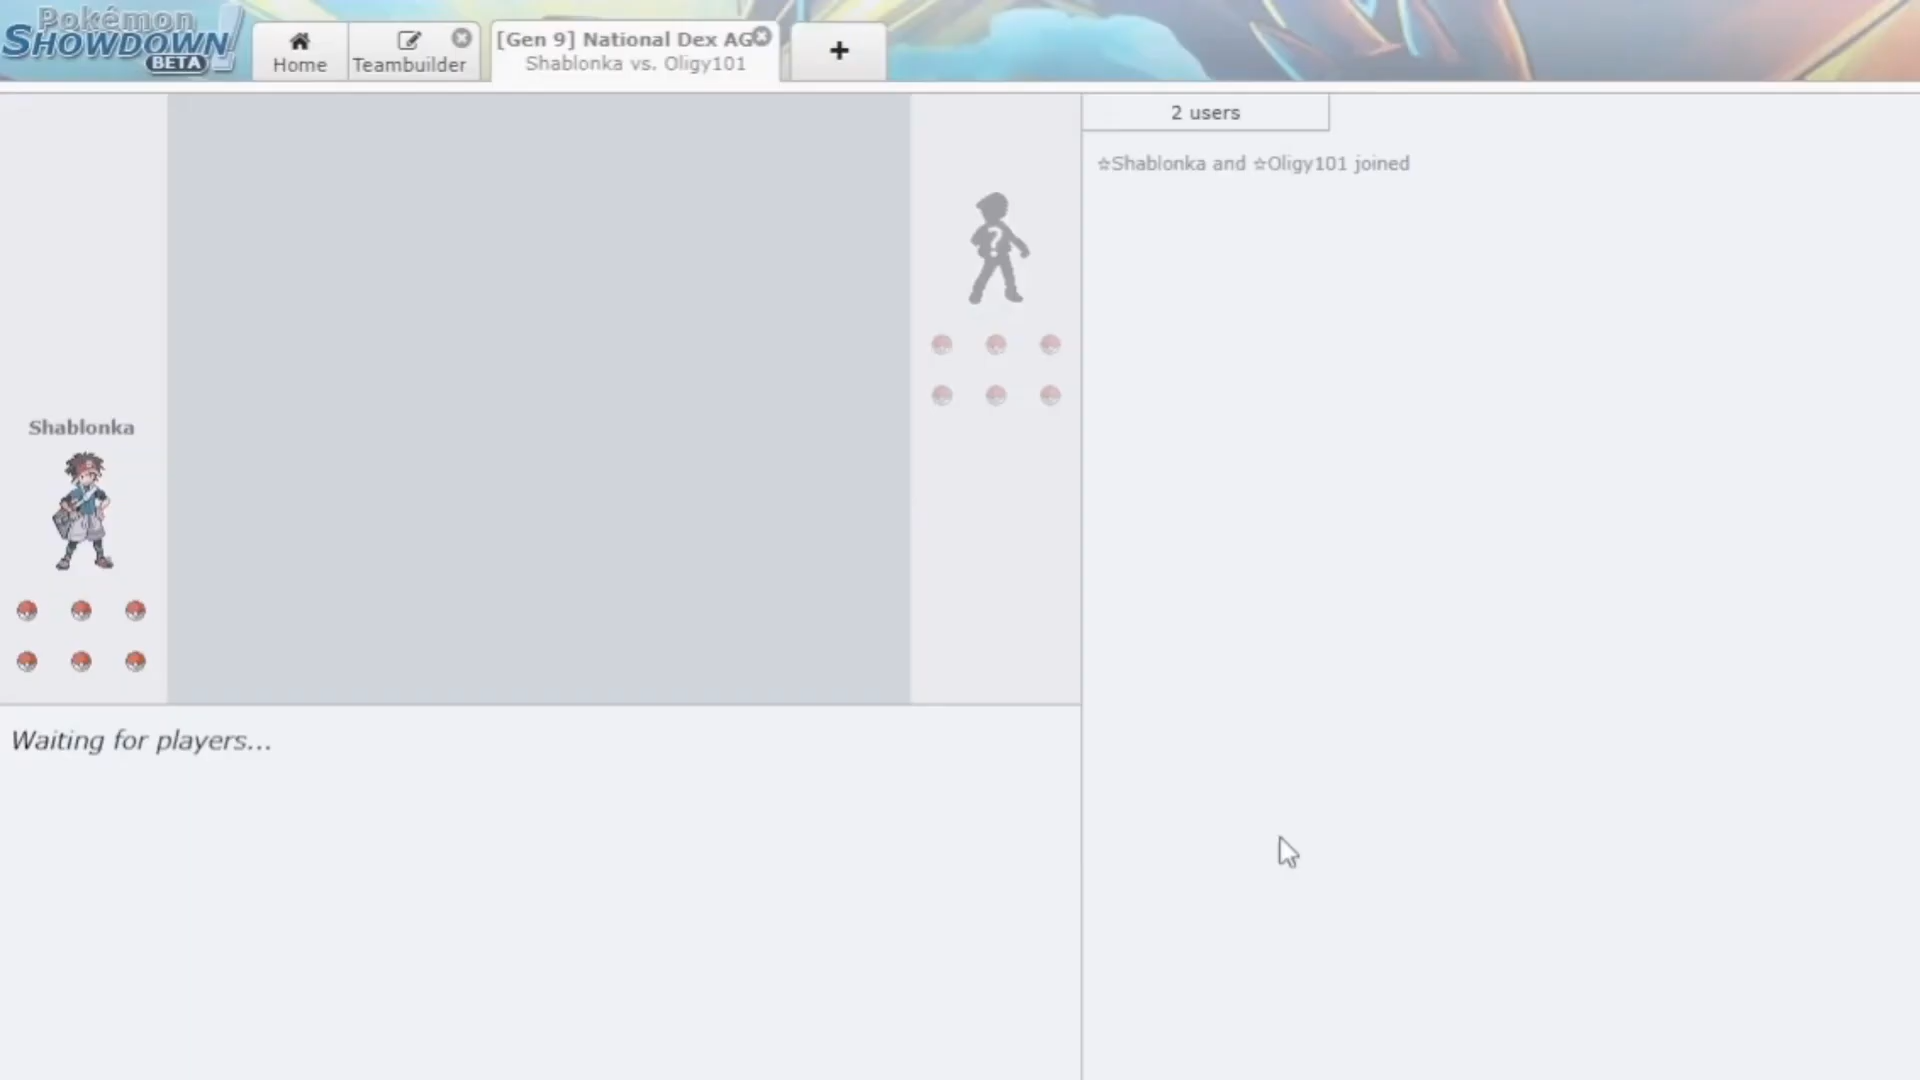 Pokémon
SHOWDOWN!
BETA
Home
Teambuilder
[Gen 9] National Dex AG
Shablonka vs. Oligy101
+
2 users
☆Shablonka and ☆Oligy101 joined
?
Shablonka
Waiting for players...